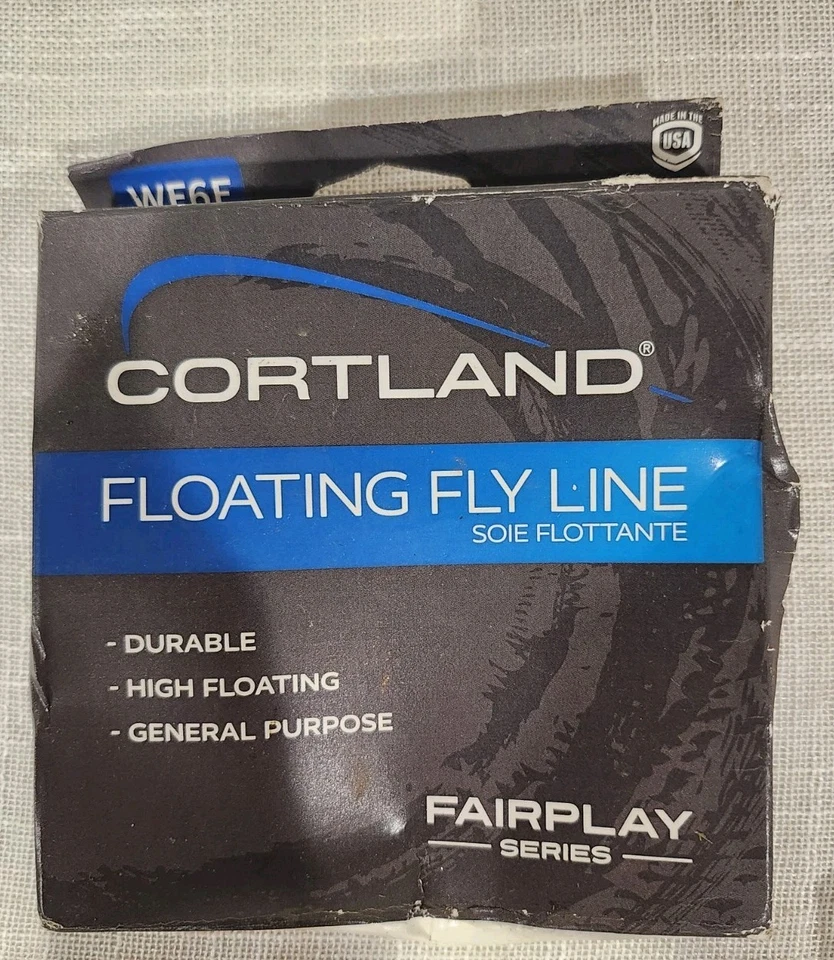 MADE IN THE
USA
WF6F
CORTLAND®
FLOATING FLY LINE
SOIE FLOTTANTE
- DURABLE
- HIGH FLOATING
- GENERAL PURPOSE
FAIRPLAY
SERIES